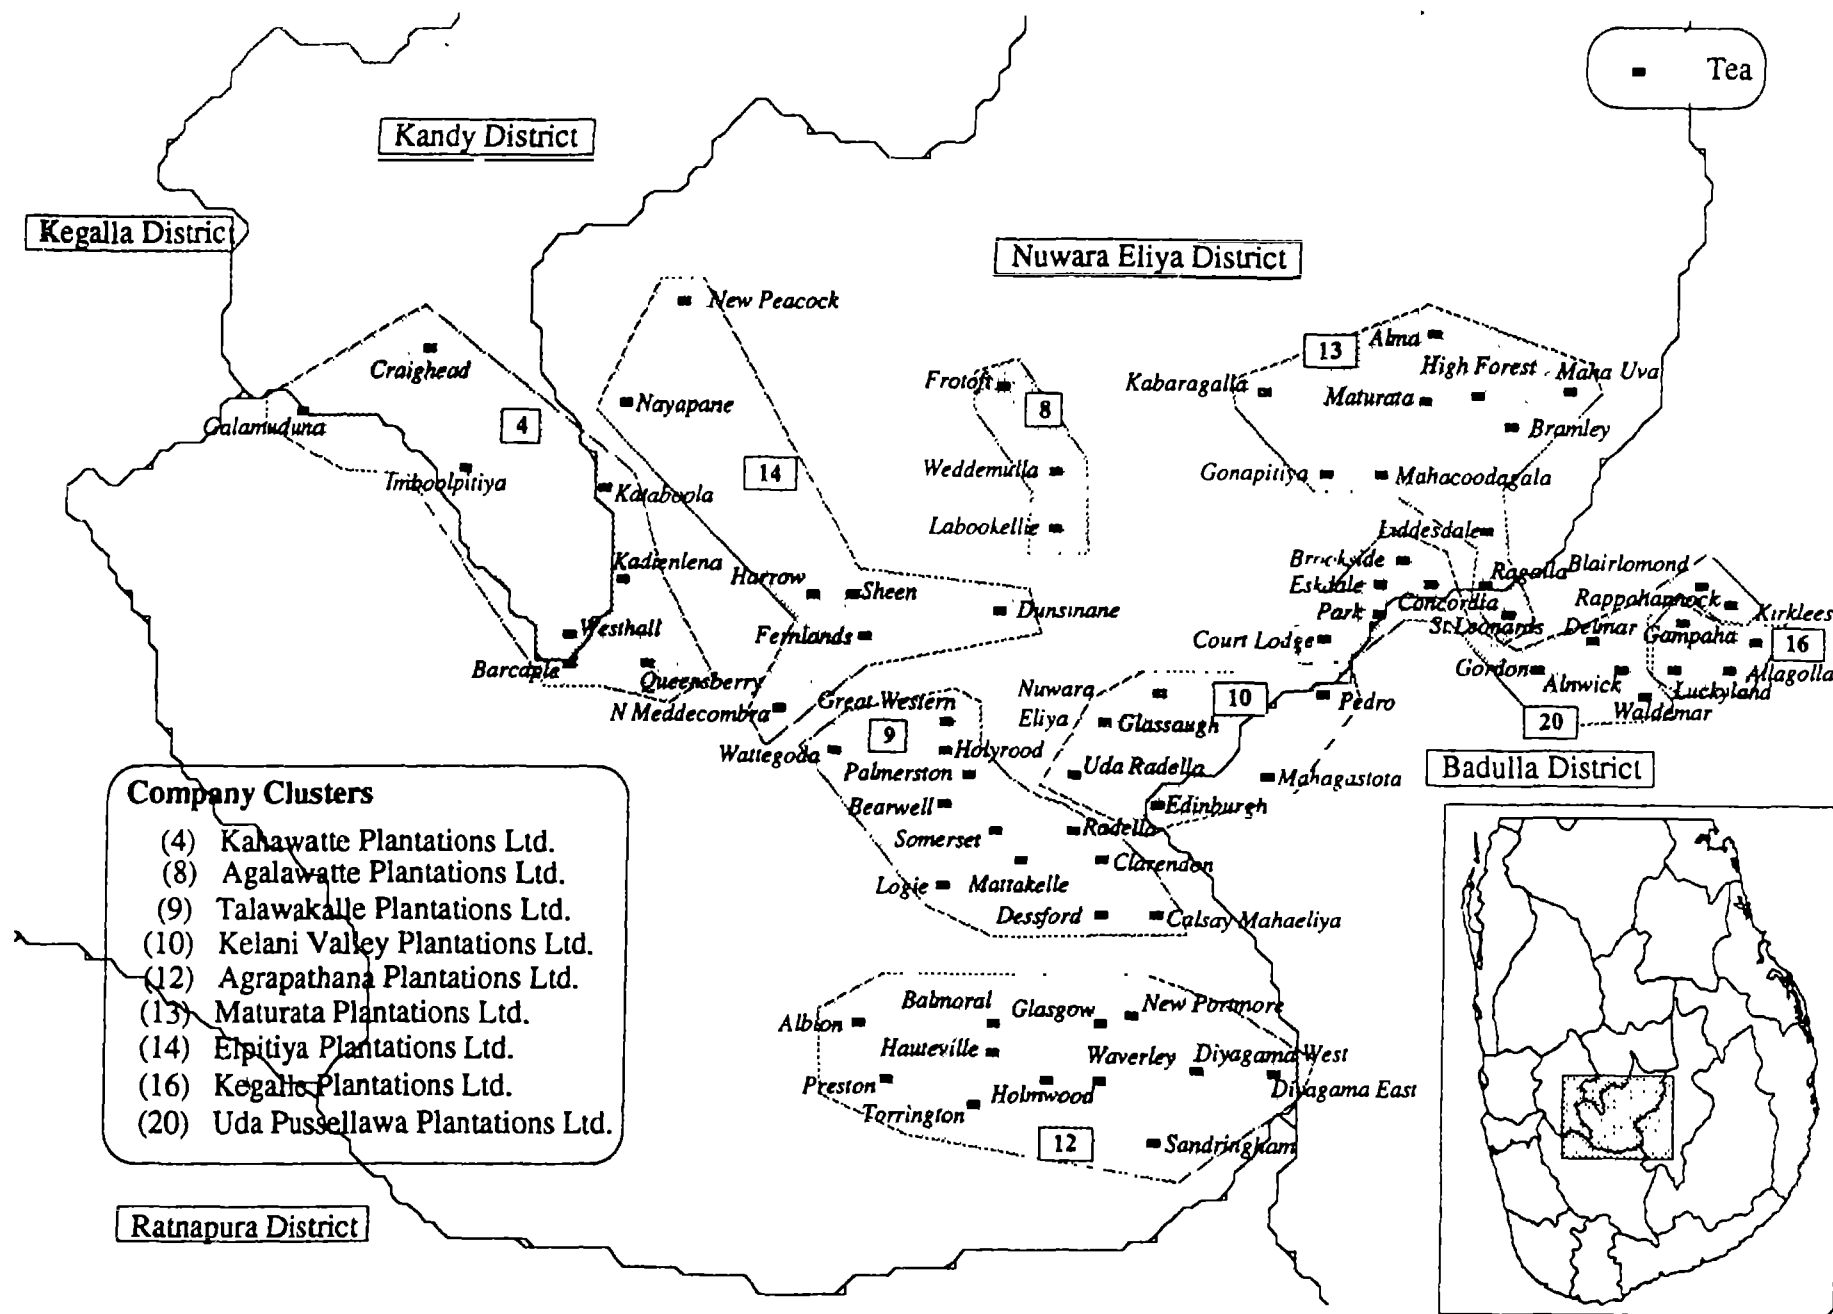 Tea
Kandy District
Kegalla District
Nuwara Eliya District
New Peacock
Craighead
Nayapane
4
14
Galamuduna
Imboolpitiya
Kataboola
Kadienlena
Harrow
Sheen
Dunsinane
Fernlands
Westhall
Barcaple
Queensberry
N Meddecombra
Frotoft
8
Weddemulla
Labookellie
13
Alma
High Forest
Maha Uva
Kabaragalla
Maturata
Bramley
Gonapitiya
Mahacoodagala
Liddesdale
Brookside
Eskdale
Ragalla
Blairlomond
Park
Concordia
Rappahannock
Kirklees
Court Lodge
St.Leonards
Delmar
Gampaha
16
Gordon
Alnwick
Luckyland
Allagolla
Waldemar
20
Great Western
Nuwara
Eliya
10
Pedro
Glassaugh
9
Wattegoda
Holyrood
Palmerston
Uda Radella
Mahagastota
Badulla District
Bearwell
Edinburgh
Somerset
Radella
Clarendon
Logie
Mattakelle
Dessford
Calsay Mahaeliya
Company Clusters
(4) Kahawatte Plantations Ltd.
(8) Agalawatte Plantations Ltd.
(9) Talawakalle Plantations Ltd.
(10) Kelani Valley Plantations Ltd.
(12) Agrapathana Plantations Ltd.
(13) Maturata Plantations Ltd.
(14) Elpitiya Plantations Ltd.
(16) Kegalle Plantations Ltd.
(20) Uda Pussellawa Plantations Ltd.
Balmoral
Glasgow
New Portmore
Albion
Hauteville
Waverley
Diyagama West
Preston
Holmwood
Diyagama East
Torrington
12
Sandringham
Ratnapura District